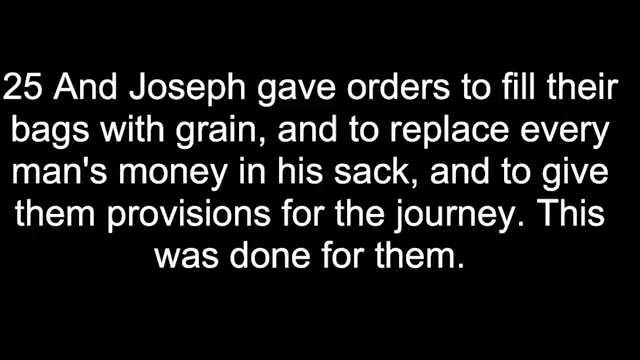 25 And Joseph gave orders to fill their
bags with grain, and to replace every
man's money in his sack, and to give
them provisions for the journey. This
was done for them.